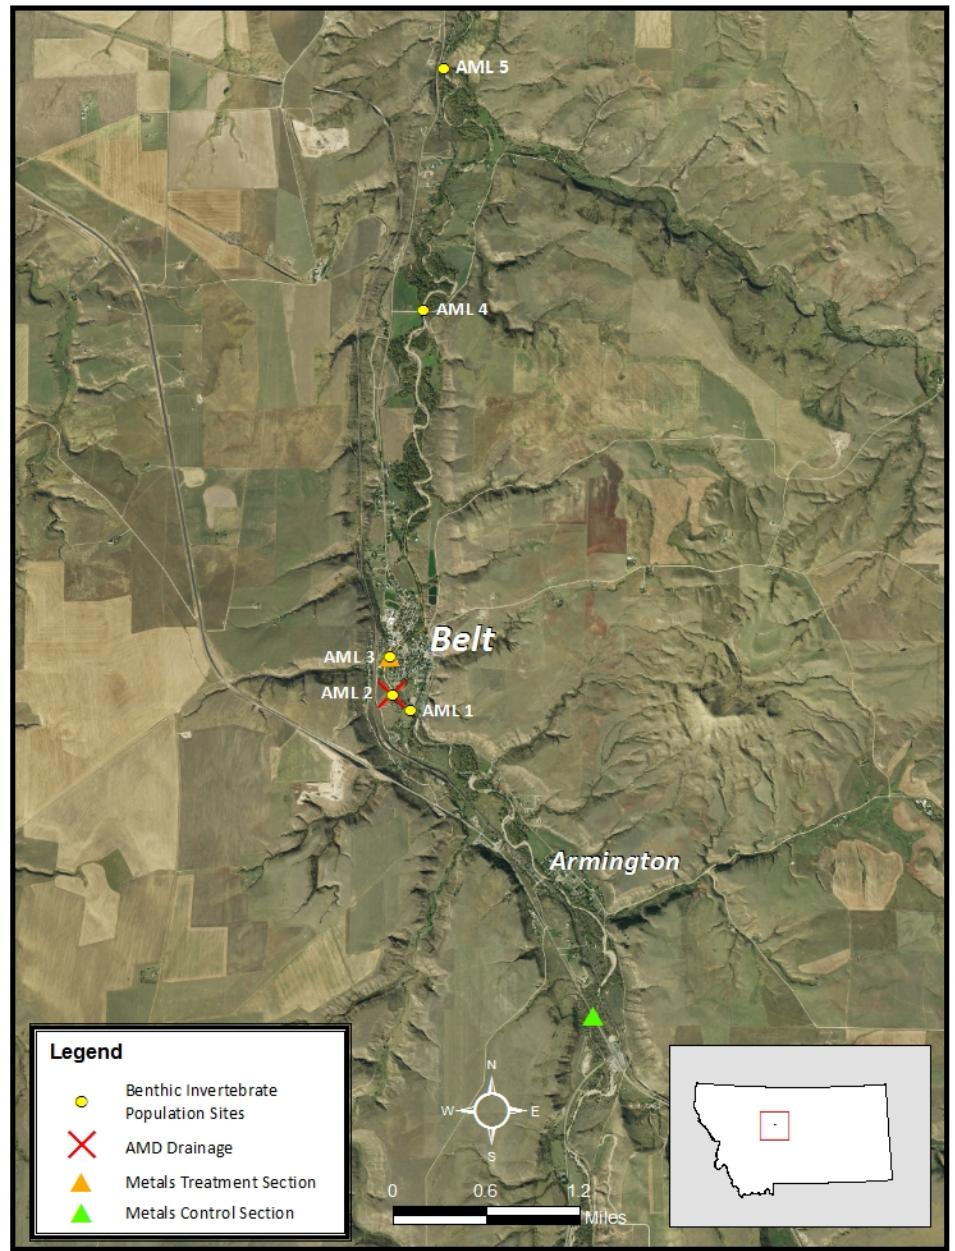 AML 5
AML 4
Belt
AML 3
AML 2
AML 1
Armington
Legend
Benthic Invertebrate
Population Sites
AMD Drainage
Metals Treatment Section
Metals Control Section
N
W E
S
0 0.6 1.2
Miles